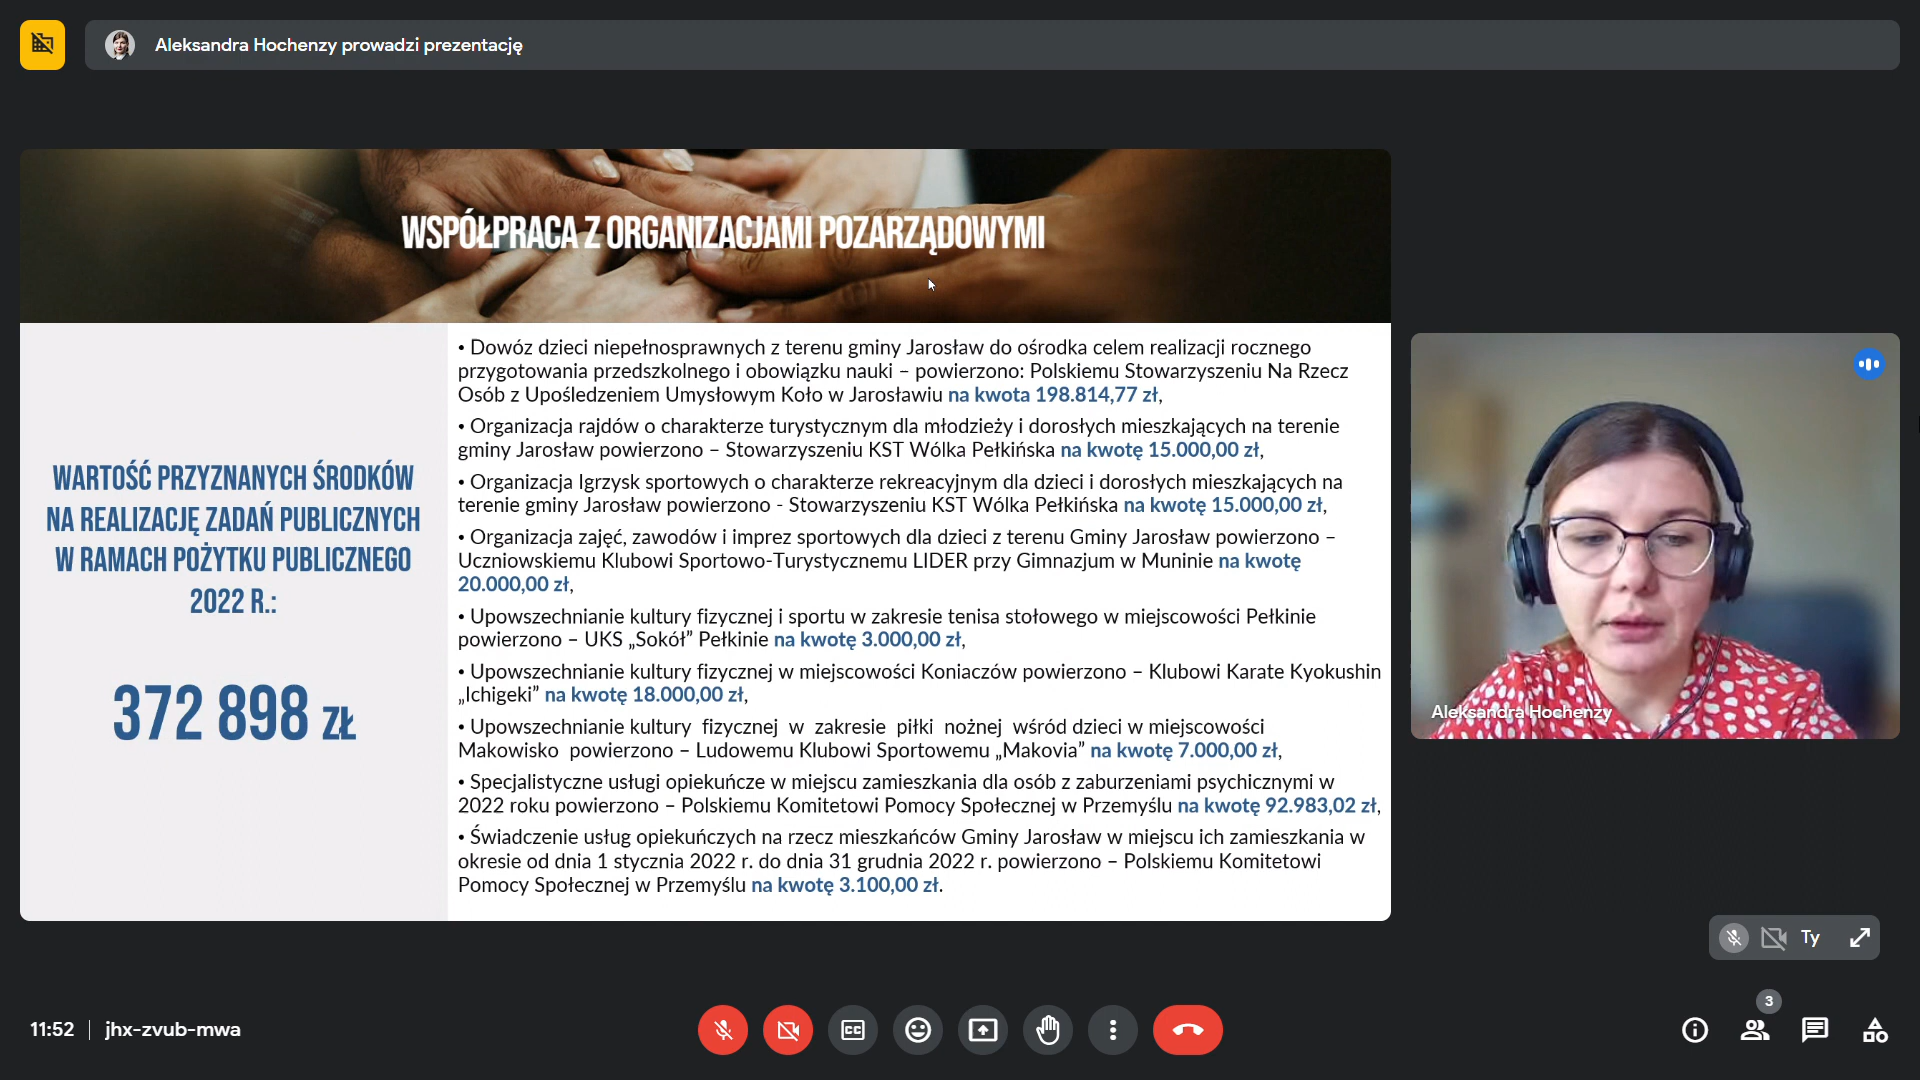 Aleksandra Hochenzy prowadzi prezentację
WSPÓŁPRACA Z ORGANIZACJAMI POZARZĄDOWYMI
WARTOŚĆ PRZYZNANYCH ŚRODKÓW
NA REALIZACJĘ ZADAŃ PUBLICZNYCH
W RAMACH POŻYTKU PUBLICZNEGO
2022 R.:
372 898 ZŁ
• Dowóz dzieci niepełnosprawnych z terenu gminy Jarosław do ośrodka celem realizacji rocznego
przygotowania przedszkolnego i obowiązku nauki – powierzono: Polskiemu Stowarzyszeniu Na Rzecz
Osób z Upośledzeniem Umysłowym Koło w Jarosławiu na kwota 198.814,77 zł,
• Organizacja rajdów o charakterze turystycznym dla młodzieży i dorosłych mieszkających na terenie
gminy Jarosław powierzono – Stowarzyszeniu KST Wólka Pełkińska na kwotę 15.000,00 zł,
• Organizacja Igrzysk sportowych o charakterze rekreacyjnym dla dzieci i dorosłych mieszkających na
terenie gminy Jarosław powierzono - Stowarzyszeniu KST Wólka Pełkińska na kwotę 15.000,00 zł,
• Organizacja zajęć, zawodów i imprez sportowych dla dzieci z terenu Gminy Jarosław powierzono –
Uczniowskiemu Klubowi Sportowo-Turystycznemu LIDER przy Gimnazjum w Muninie na kwotę
20.000,00 zł,
• Upowszechnianie kultury fizycznej i sportu w zakresie tenisa stołowego w miejscowości Pełkinie
powierzono – UKS „Sokół” Pełkinie na kwotę 3.000,00 zł,
• Upowszechnianie kultury fizycznej w miejscowości Koniaczów powierzono – Klubowi Karate Kyokushin
„Ichigeki” na kwotę 18.000,00 zł,
• Upowszechnianie kultury fizycznej w zakresie piłki nożnej wśród dzieci w miejscowości
Makowisko powierzono – Ludowemu Klubowi Sportowemu „Makovia” na kwotę 7.000,00 zł,
• Specjalistyczne usługi opiekuńcze w miejscu zamieszkania dla osób z zaburzeniami psychicznymi w
2022 roku powierzono – Polskiemu Komitetowi Pomocy Społecznej w Przemyślu na kwotę 92.983,02 zł,
• Świadczenie usług opiekuńczych na rzecz mieszkańców Gminy Jarosław w miejscu ich zamieszkania w
okresie od dnia 1 stycznia 2022 r. do dnia 31 grudnia 2022 r. powierzono – Polskiemu Komitetowi
Pomocy Społecznej w Przemyślu na kwotę 3.100,00 zł.
Aleksandra Hochenzy
Ty
11:52 | jhx-zvub-mwa
CC
3